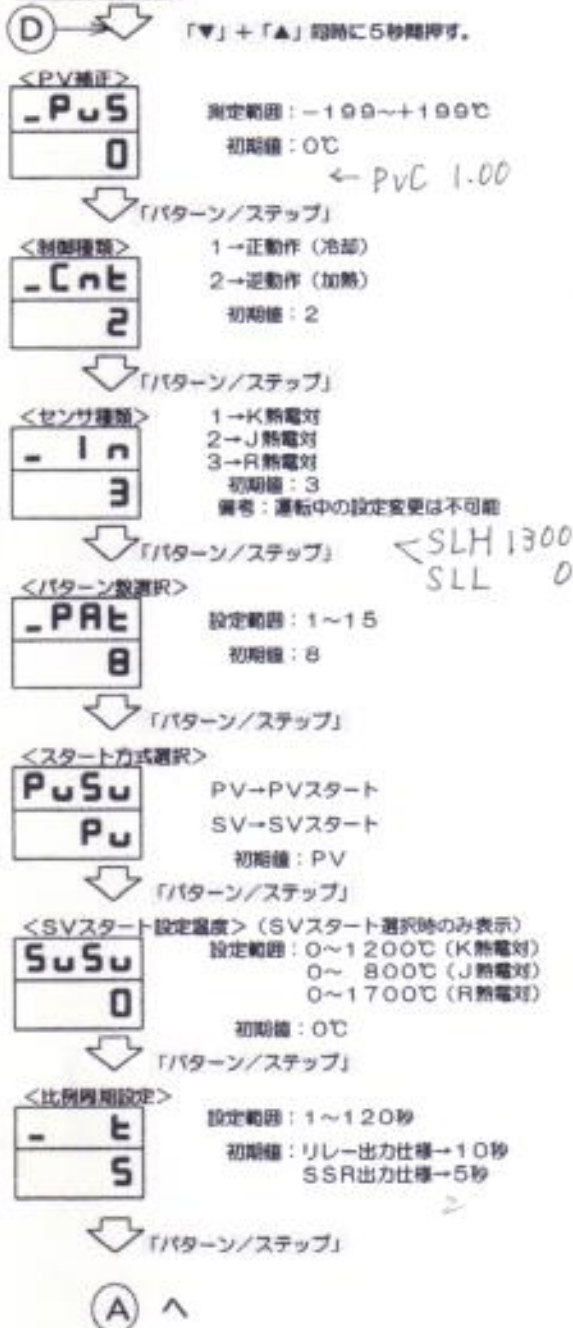 D
「▼」+「▲」同時に5秒間押す。
<PV補正>
_PuS
0
測定範囲:-199~+199℃
初期値:0℃
← PvC 1.00
「パターン/ステップ」
<制御種類>
_Cnt
2
1→正動作(冷却)
2→逆動作(加熱)
初期値:2
「パターン/ステップ」
<センサ種類>
_ In
3
1→K熱電対
2→J熱電対
3→R熱電対
初期値:3
備考:運転中の設定変更は不可能
「パターン/ステップ」
<SLH 1300
SLL 0
<パターン数選択>
_PAt
8
設定範囲:1~15
初期値:8
「パターン/ステップ」
<スタート方式選択>
PuSu
Pu
PV→PVスタート
SV→SVスタート
初期値:PV
「パターン/ステップ」
<SVスタート設定温度>(SVスタート選択時のみ表示)
SuSu
0
設定範囲:0~1200℃(K熱電対)
0~ 800℃(J熱電対)
0~1700℃(R熱電対)
初期値:0℃
「パターン/ステップ」
<比例周期設定>
_ t
5
設定範囲:1~120秒
初期値:リレー出力仕様→10秒
SSR出力仕様→5秒
2
「パターン/ステップ」
A へ